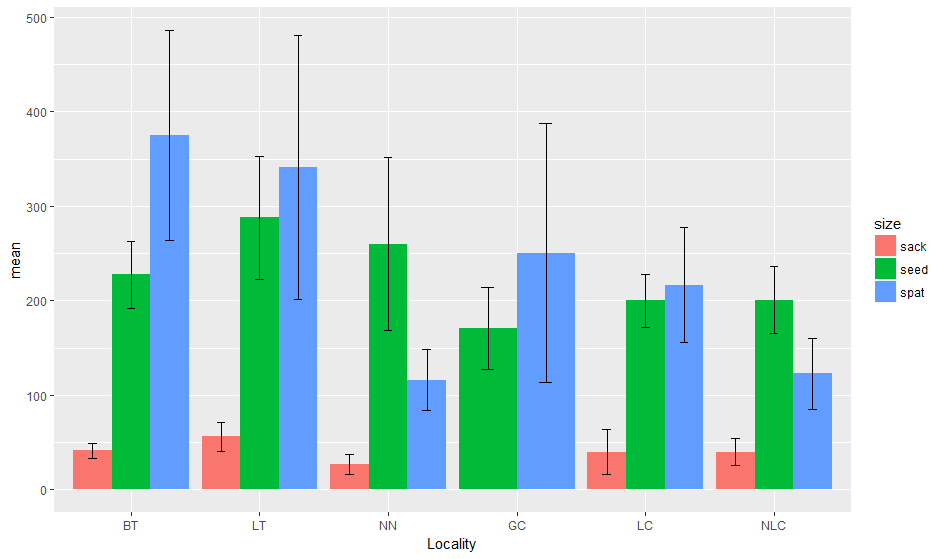 500
400
300
200
100
0
mean
BT LT NN GC LC NLC
Locality
size
sack
seed
spat